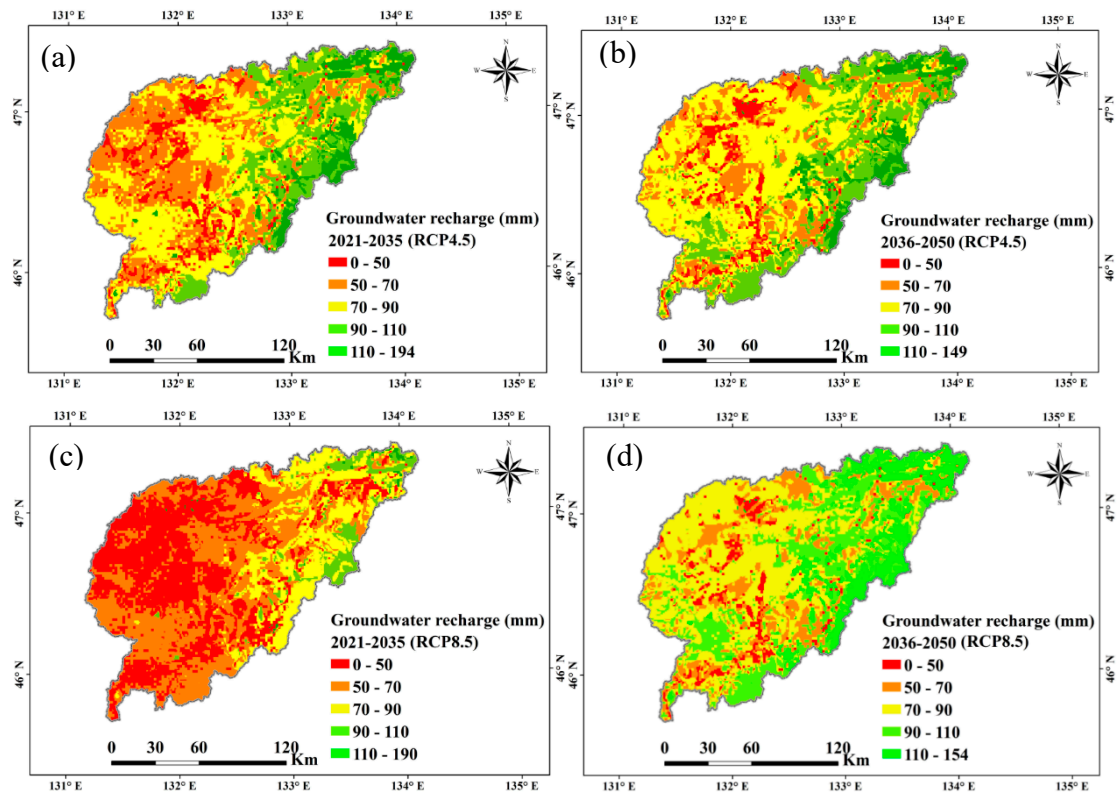 131° E 132° E 133° E 134° E 135° E
(a)
N
W E
S
47° N
46° N
Groundwater recharge (mm)
2021-2035 (RCP4.5)
0 - 50
50 - 70
70 - 90
90 - 110
110 - 194
0 30 60 120
Km
131° E 132° E 133° E 134° E 135° E
131° E 132° E 133° E 134° E 135° E
(b)
N
W E
S
47° N
46° N
Groundwater recharge (mm)
2036-2050 (RCP4.5)
0 - 50
50 - 70
70 - 90
90 - 110
110 - 149
0 30 60 120
Km
131° E 132° E 133° E 134° E 135° E
131° E 132° E 133° E 134° E 135° E
(c)
N
W E
S
47° N
46° N
Groundwater recharge (mm)
2021-2035 (RCP8.5)
0 - 50
50 - 70
70 - 90
90 - 110
110 - 190
0 30 60 120
Km
131° E 132° E 133° E 134° E 135° E
131° E 132° E 133° E 134° E 135° E
(d)
N
W E
S
47° N
46° N
Groundwater recharge (mm)
2036-2050 (RCP8.5)
0 - 50
50 - 70
70 - 90
90 - 110
110 - 154
0 30 60 120
Km
131° E 132° E 133° E 134° E 135° E